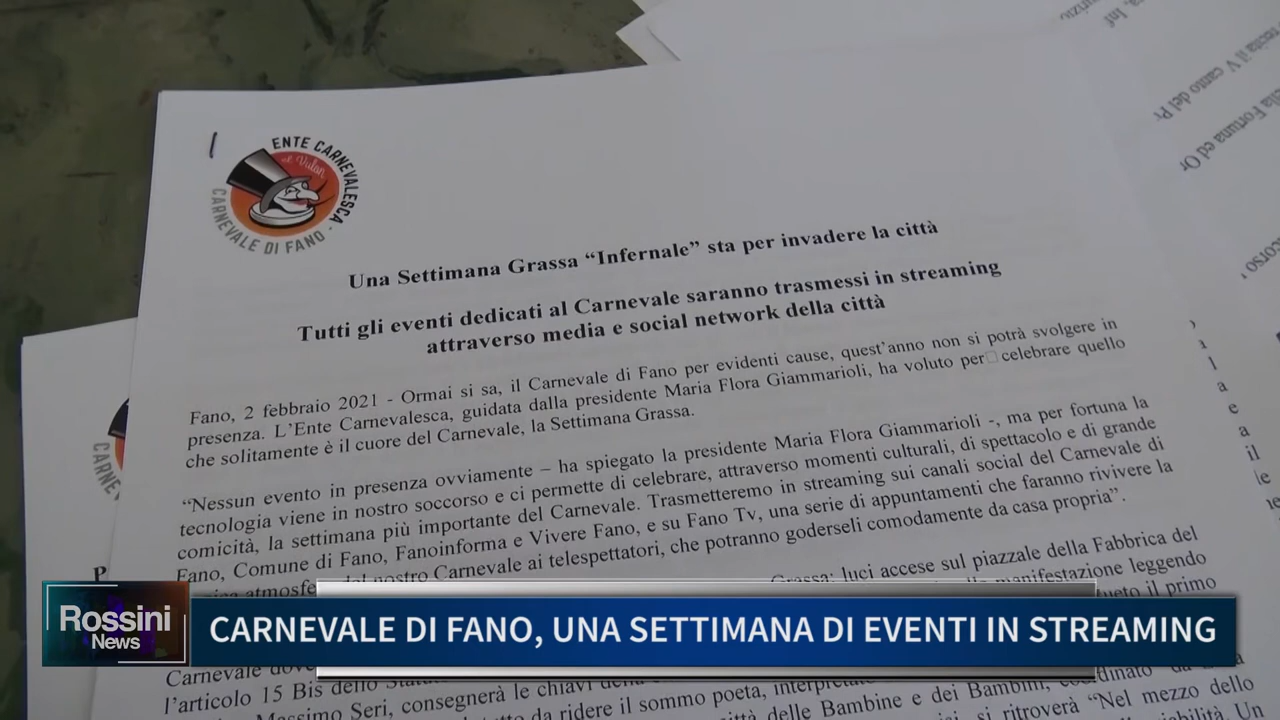 ENTE CARNEVALESCA -
CARNEVALE DI FANO
el Vulon
Una Settimana Grassa “Infernale” sta per invadere la città
Tutti gli eventi dedicati al Carnevale saranno trasmessi in streaming
attraverso media e social network della città
Fano, 2 febbraio 2021 - Ormai si sa, il Carnevale di Fano per evidenti cause, quest’anno non si potrà svolgere in
presenza. L’Ente Carnevalesca, guidata dalla presidente Maria Flora Giammarioli, ha voluto per□ celebrare quello
che solitamente è il cuore del Carnevale, la Settimana Grassa.
“Nessun evento in presenza ovviamente – ha spiegato la presidente Maria Flora Giammarioli -, ma per fortuna la
tecnologia viene in nostro soccorso e ci permette di celebrare, attraverso momenti culturali, di spettacolo e di grande
comicità, la settimana più importante del Carnevale. Trasmetteremo in streaming sui canali social del Carnevale di
Fano, Comune di Fano, Fanoinforma e Vivere Fano, e su Fano Tv, una serie di appuntamenti che faranno rivivere la
atmosfe nostro Carnevale ai telespettatori, che potranno goderseli comodamente da casa propria”.
Grassa: luci accese sul piazzale della Fabbrica del
manifestazione leggendo
il primo
Carnevale
l’articolo 15 Bis dello consegnerà le chiavi
Massimo Seri, da ridere il sommo poeta,
città delle Bambine e dei Bambini,
si ritroverà “Nel mezzo dello
Un
CARNE
P
canto del
Fortuna ed Or
Rossini
News
CARNEVALE DI FANO, UNA SETTIMANA DI EVENTI IN STREAMING